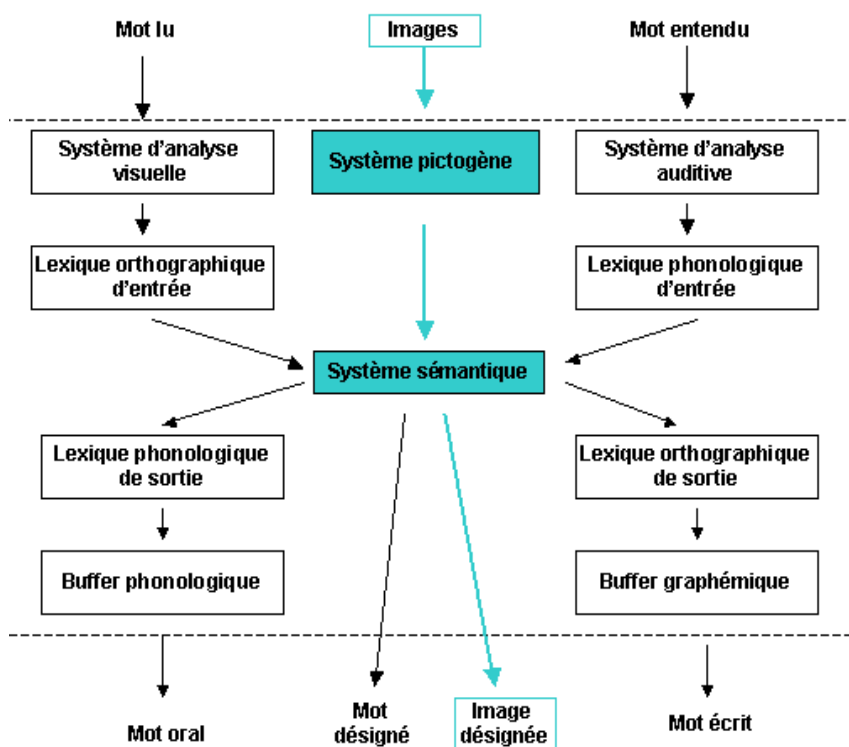 Mot lu
Images
Mot entendu
Système d'analyse
visuelle
Système pictogène
Système d'analyse
auditive
Lexique orthographique
d'entrée
Lexique phonologique
d'entrée
Système sémantique
Lexique phonologique
de sortie
Lexique orthographique
de sortie
Buffer phonologique
Buffer graphémique
Mot oral
Mot
désigné
Image
désignée
Mot écrit